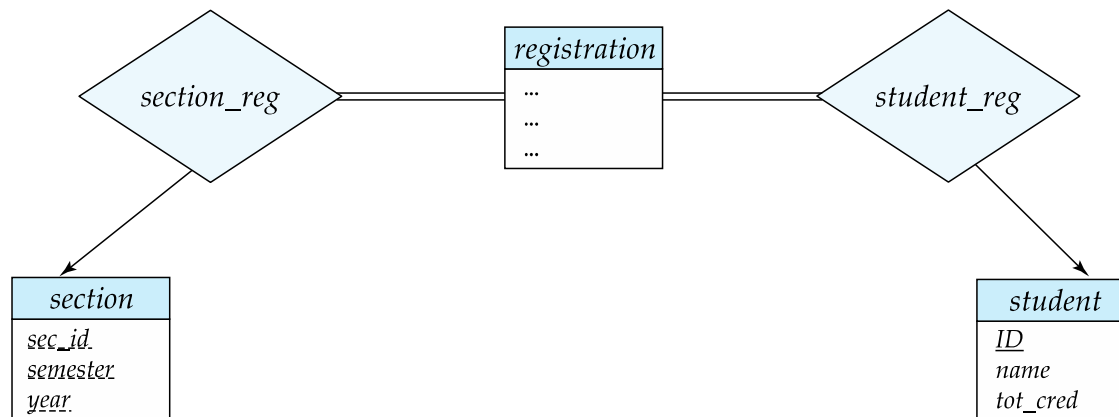 section_reg
registration
...
...
...
student_reg
section
sec_id
semester
year
student
ID
name
tot_cred